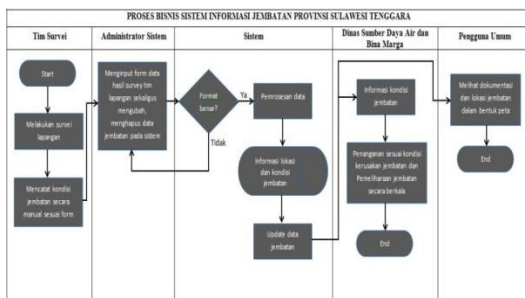 PROSES BISNIS SISTEM INFORMASI JEMBATAN PROVINSI SULAWESI TENGGARA
Tim Survei
Administrator Sistem
Sistem
Dinas Sumber Daya Air dan
Bina Marga
Pengguna Umum
Start
Melakukan survei
lapangan
Mencatat kondisi
jembatan secara
manual sesuai form
Menginput form data
hasil survey tim
lapangan sekaligus
mengubah,
menghapus data
jembatan pada sistem
Format
benar?
Ya
Tidak
Pemrosesan data
Informasi lokasi
dan kondisi
jembatan
Update data
jembatan
Informasi kondisi
jembatan
Penanganan sesuai kondisi
kerusakan jembatan dan
Pemeliharaan jembatan
secara berkala
End
Melihat dokumentasi
dan lokasi jembatan
dalam bentuk peta
End